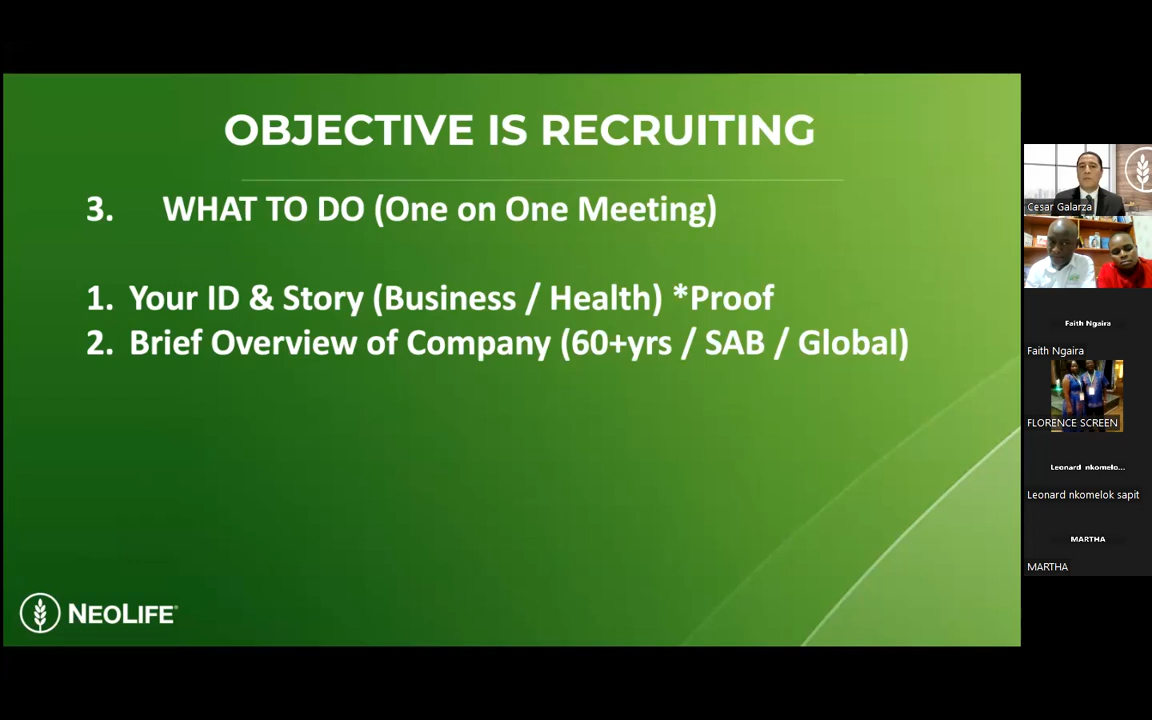 OBJECTIVE IS RECRUITING
3. WHAT TO DO (One on One Meeting)
1. Your ID & Story (Business / Health) *Proof
2. Brief Overview of Company (60+yrs / SAB / Global)
NEOLIFE®
Cesar Galarza
Faith Ngaira
Faith Ngaira
FLORENCE SCREEN
Leonard nkomelo...
Leonard nkomelok sapit
MARTHA
MARTHA